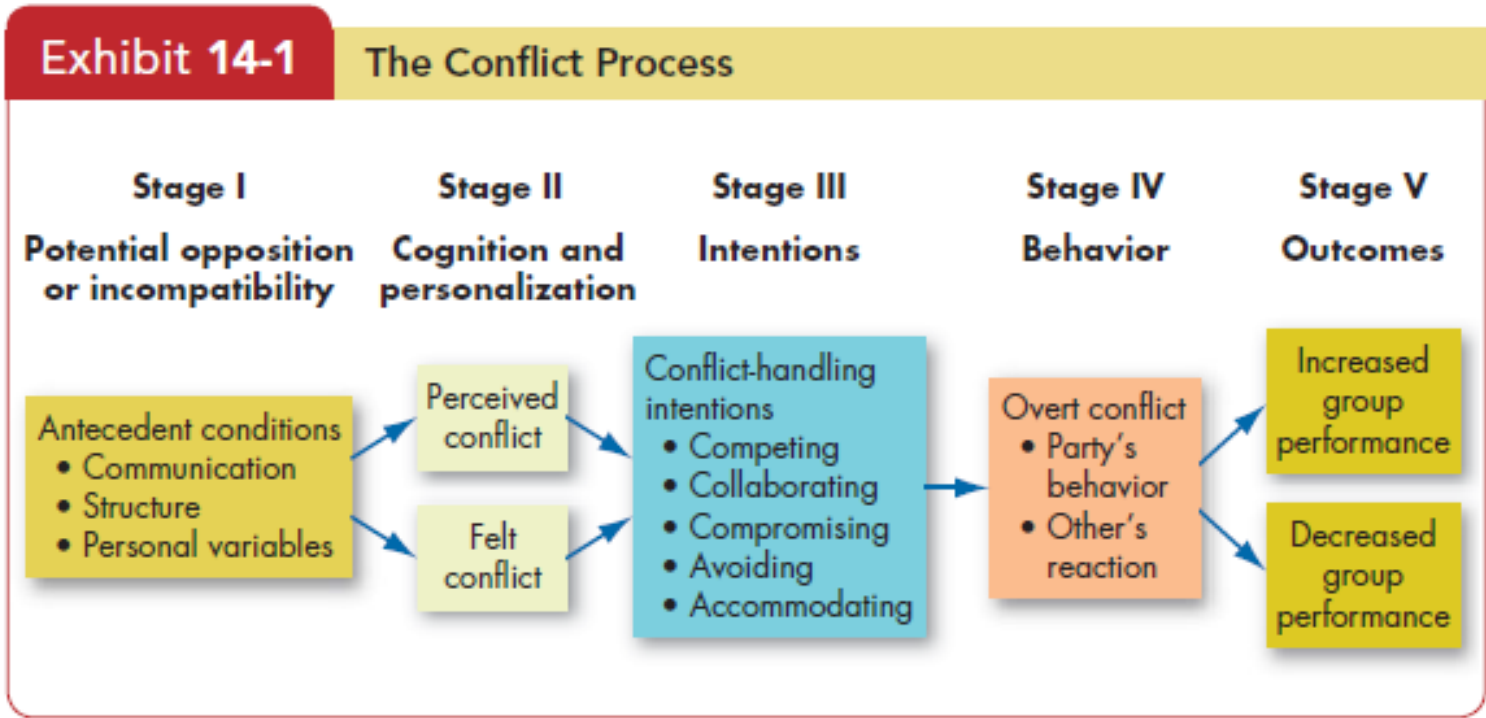 Exhibit 14-1
The Conflict Process
Stage I
Potential opposition
or incompatibility
Stage II
Cognition and
personalization
Stage III
Intentions
Stage IV
Behavior
Stage V
Outcomes
Antecedent conditions
• Communication
• Structure
• Personal variables
Perceived
conflict
Felt
conflict
Conflict-handling
intentions
• Competing
• Collaborating
• Compromising
• Avoiding
• Accommodating
Overt conflict
• Party's
behavior
• Other's
reaction
Increased
group
performance
Decreased
group
performance